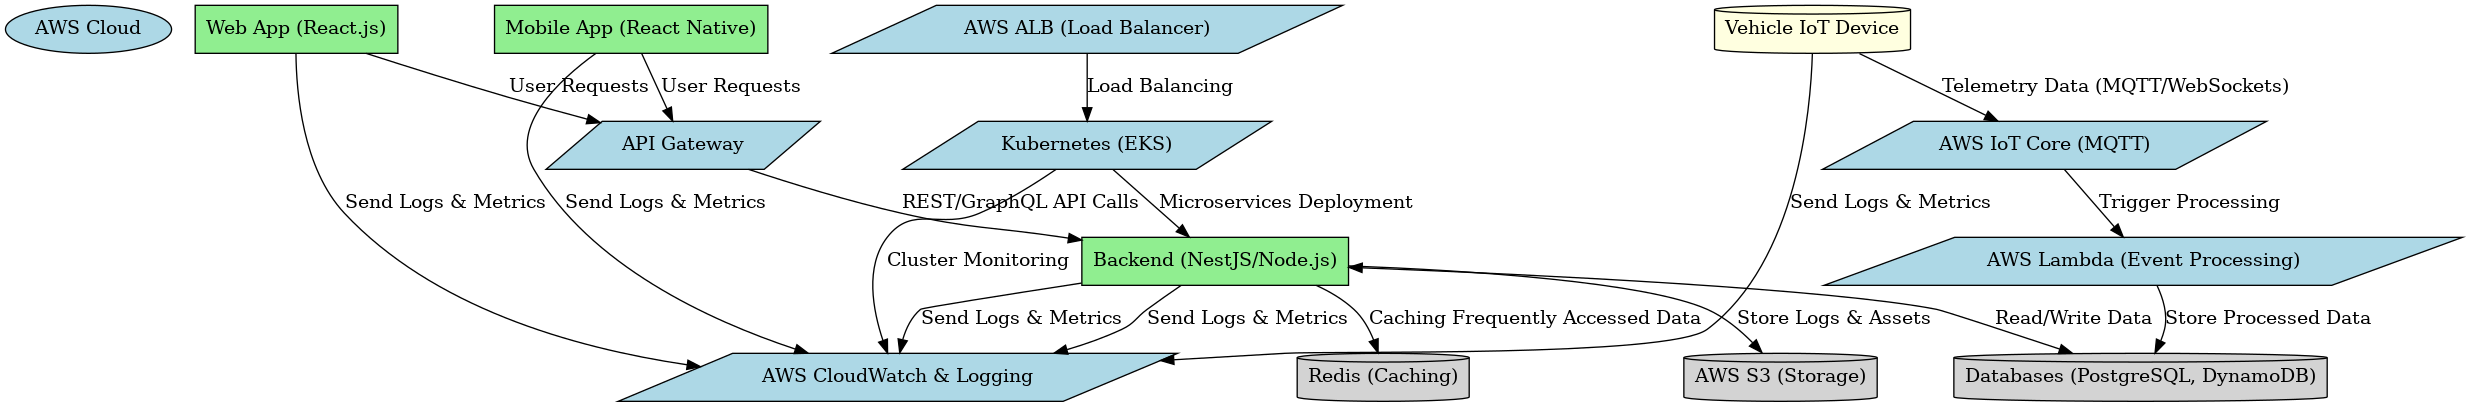 AWS Cloud
Web App (React.js)
Mobile App (React Native)
AWS ALB (Load Balancer)
Vehicle IoT Device
User Requests
User Requests
Load Balancing
Telemetry Data (MQTT/WebSockets)
API Gateway
Kubernetes (EKS)
AWS IoT Core (MQTT)
Send Logs & Metrics
Send Logs & Metrics
REST/GraphQL API Calls
Microservices Deployment
Send Logs & Metrics
Trigger Processing
Cluster Monitoring
Backend (NestJS/Node.js)
AWS Lambda (Event Processing)
Send Logs & Metrics
Send Logs & Metrics
Caching Frequently Accessed Data
Store Logs & Assets
Read/Write Data
Store Processed Data
AWS CloudWatch & Logging
Redis (Caching)
AWS S3 (Storage)
Databases (PostgreSQL, DynamoDB)